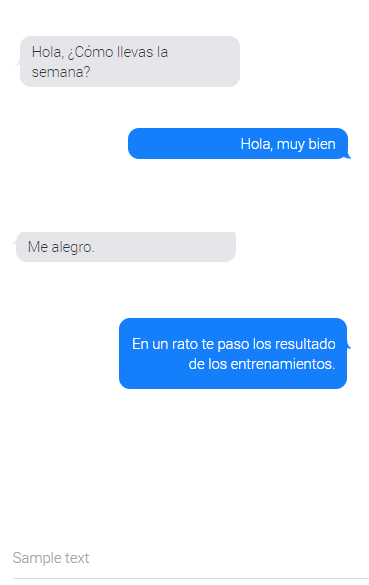 Hola, ¿Cómo llevas la
semana?
Hola, muy bien
Me alegro.
En un rato te paso los resultado
de los entrenamientos.
Sample text